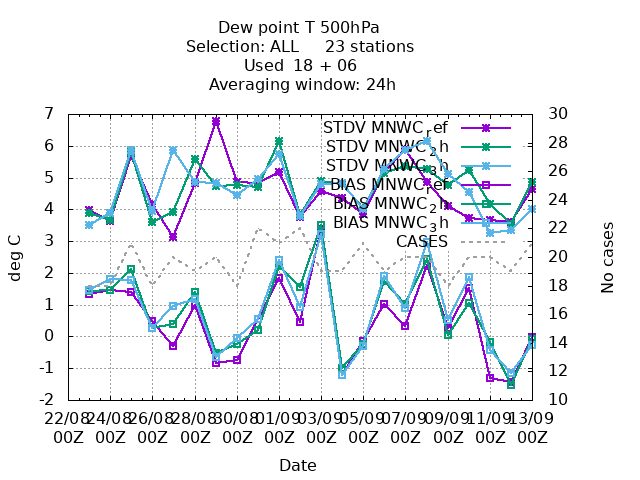 Dew point T 500hPa
Selection: ALL 23 stations
Used 18 + 06
Averaging window: 24h
STDV MNWC_ref
STDV MNWC_2h
STDV MNWC_3h
BIAS MNWC_ref
BIAS MNWC_2h
BIAS MNWC_3h
CASES
deg C
7
6
5
4
3
2
1
0
-1
-2
No cases
30
28
26
24
22
20
18
16
14
12
10
22/08 24/08 26/08 28/08 30/08 01/09 03/09 05/09 07/09 09/09 11/09 13/09
00Z 00Z 00Z 00Z 00Z 00Z 00Z 00Z 00Z 00Z 00Z 00Z
Date